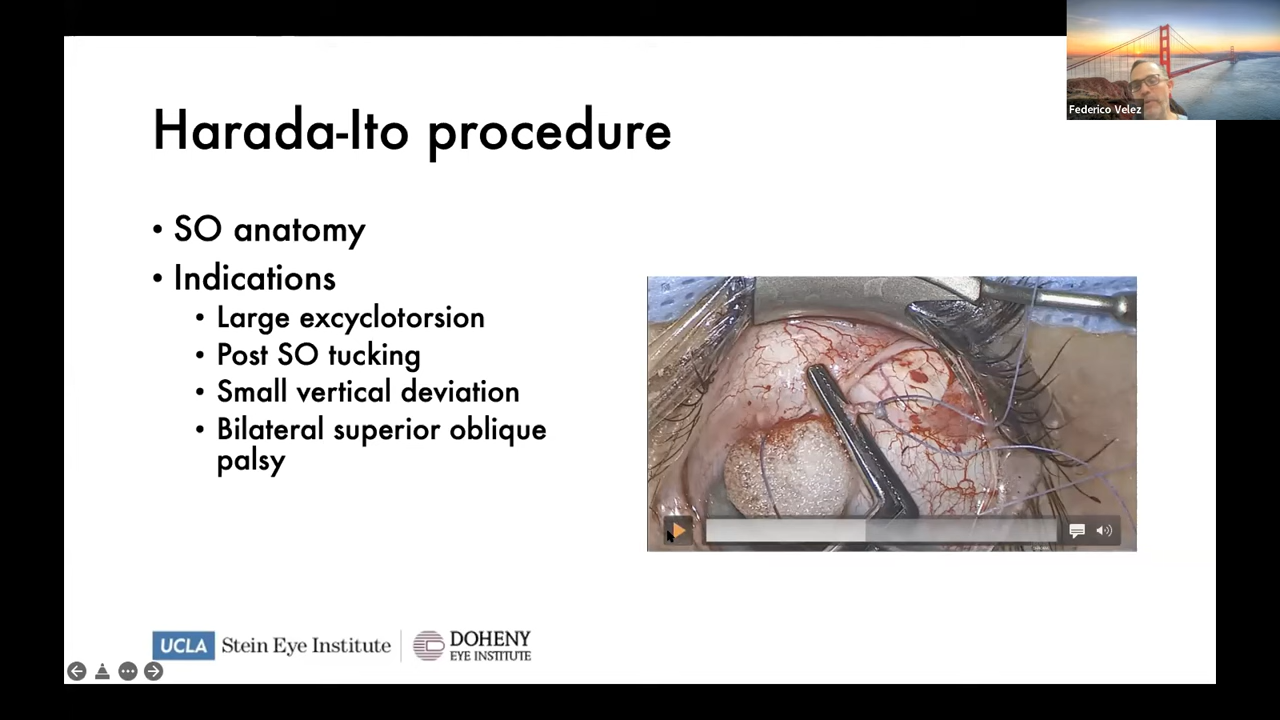 Federico Velez
Harada-Ito procedure
• SO anatomy
• Indications
• Large excyclotorsion
• Post SO tucking
• Small vertical deviation
• Bilateral superior oblique
palsy
UCLA Stein Eye Institute
DOHENY
EYE INSTITUTE